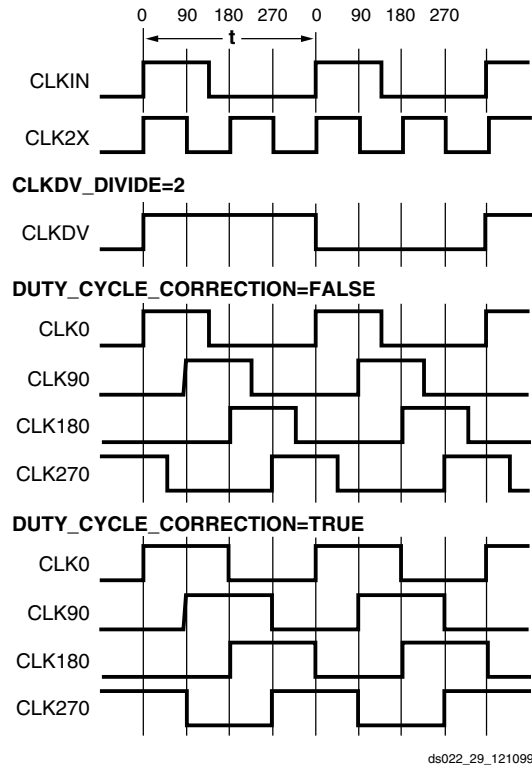 0 90 180 270 0 90 180 270
t
CLKIN
CLK2X
CLKDV_DIVIDE=2
CLKDV
DUTY_CYCLE_CORRECTION=FALSE
CLK0
CLK90
CLK180
CLK270
DUTY_CYCLE_CORRECTION=TRUE
CLK0
CLK90
CLK180
CLK270
ds022_29_121099